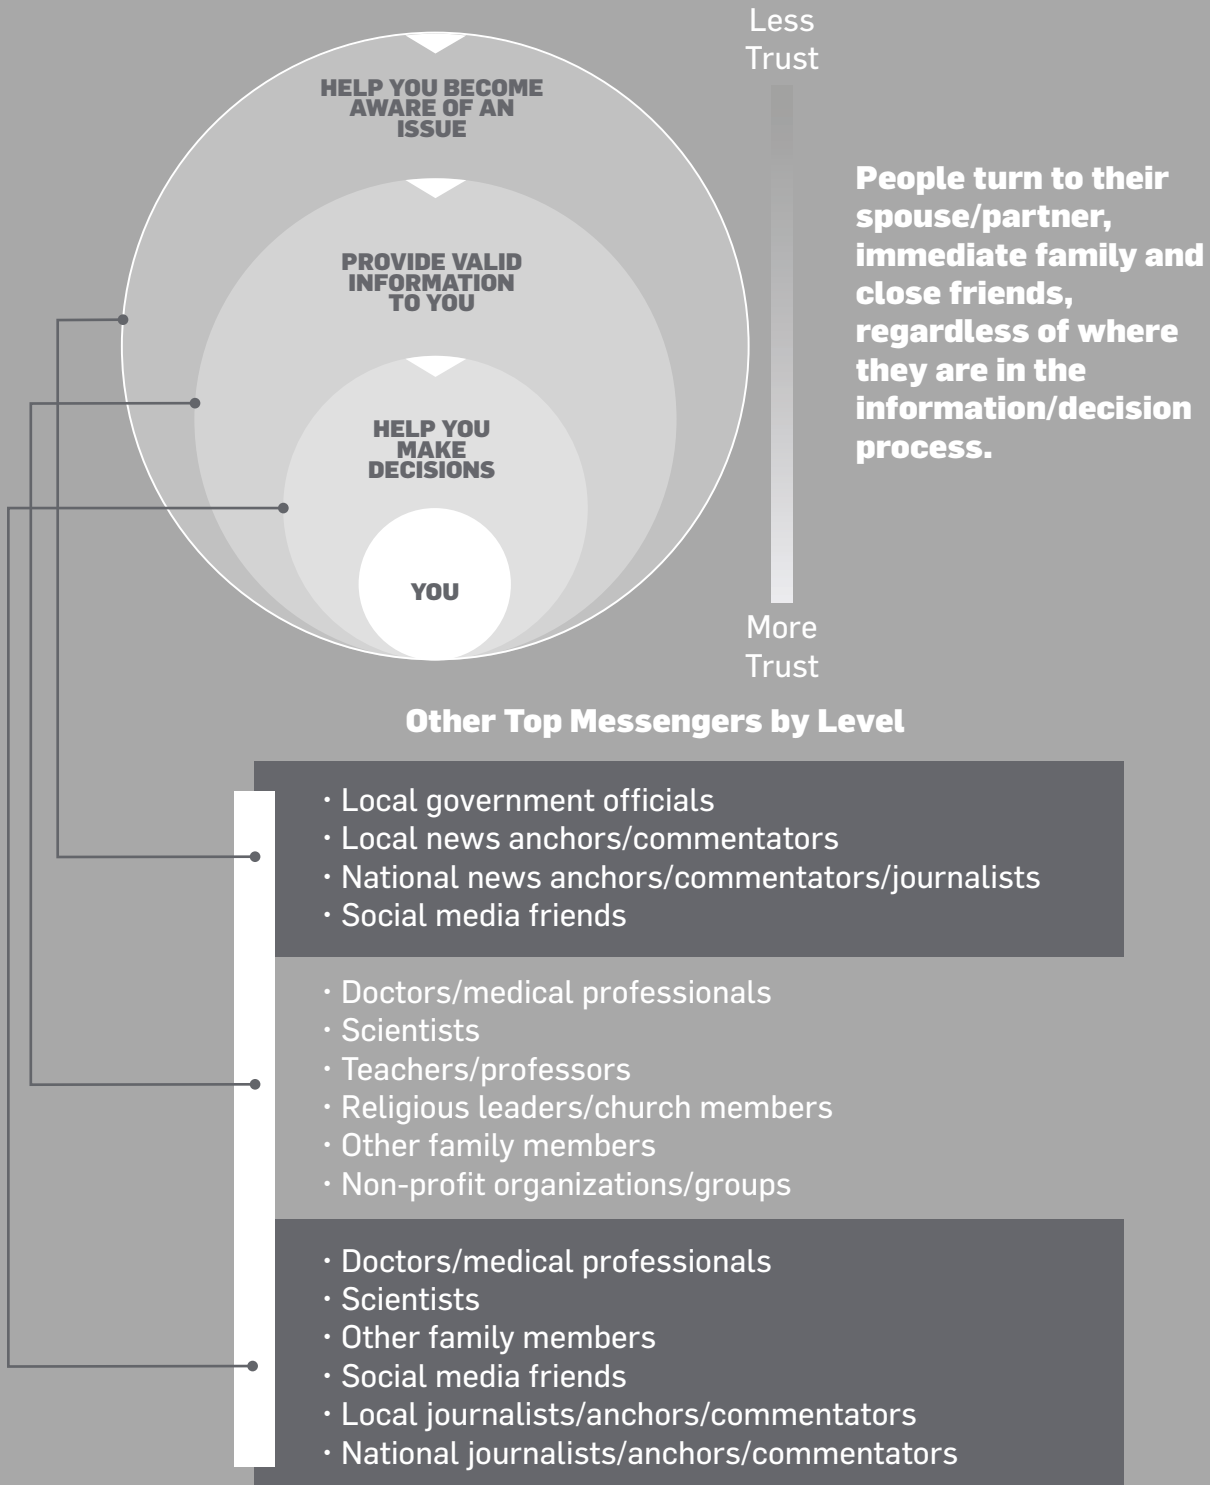 Less
Trust
HELP YOU BECOME
AWARE OF AN
ISSUE
PROVIDE VALID
INFORMATION
TO YOU
HELP YOU
MAKE
DECISIONS
YOU
More
Trust
People turn to their
spouse/partner,
immediate family and
close friends,
regardless of where
they are in the
information/decision
process.
Other Top Messengers by Level
· Local government officials
· Local news anchors/commentators
· National news anchors/commentators/journalists
· Social media friends
· Doctors/medical professionals
· Scientists
· Teachers/professors
· Religious leaders/church members
· Other family members
· Non-profit organizations/groups
· Doctors/medical professionals
· Scientists
· Other family members
· Social media friends
· Local journalists/anchors/commentators
· National journalists/anchors/commentators